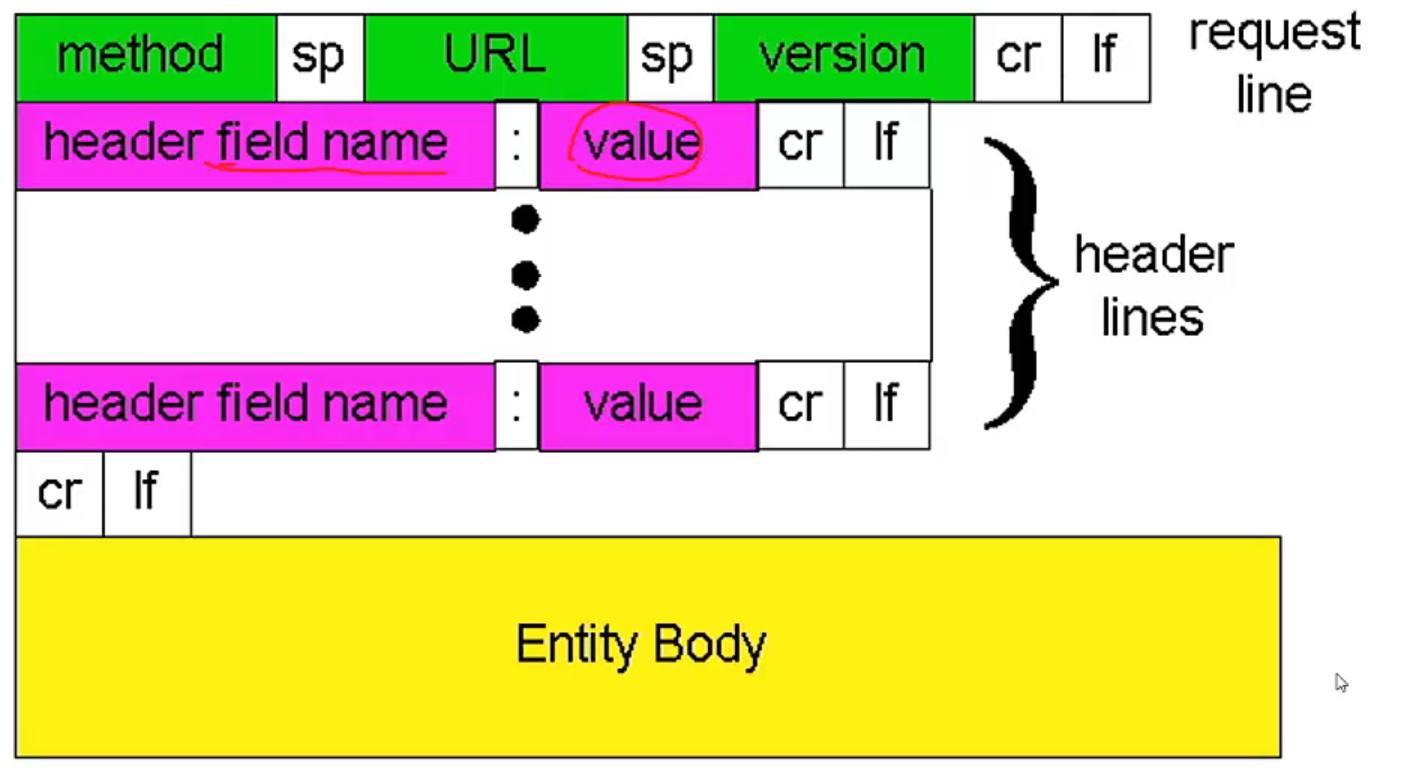 method sp URL sp version cr lf
request
line
header field name : value cr lf
header
lines
header field name : value cr lf
cr lf
Entity Body